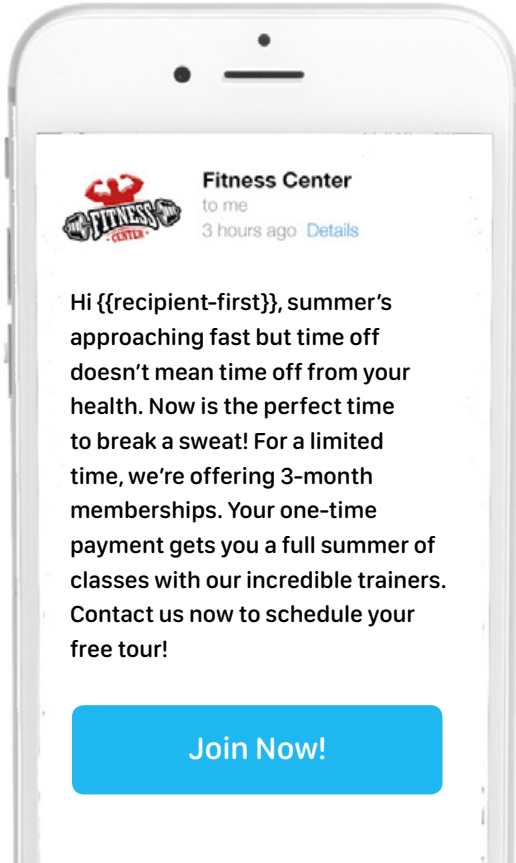 FITNESS
CENTER
Fitness Center
to me
3 hours ago Details
Hi {{recipient-first}}, summer’s
approaching fast but time off
doesn’t mean time off from your
health. Now is the perfect time
to break a sweat! For a limited
time, we’re offering 3-month
memberships. Your one-time
payment gets you a full summer of
classes with our incredible trainers.
Contact us now to schedule your
free tour!
Join Now!